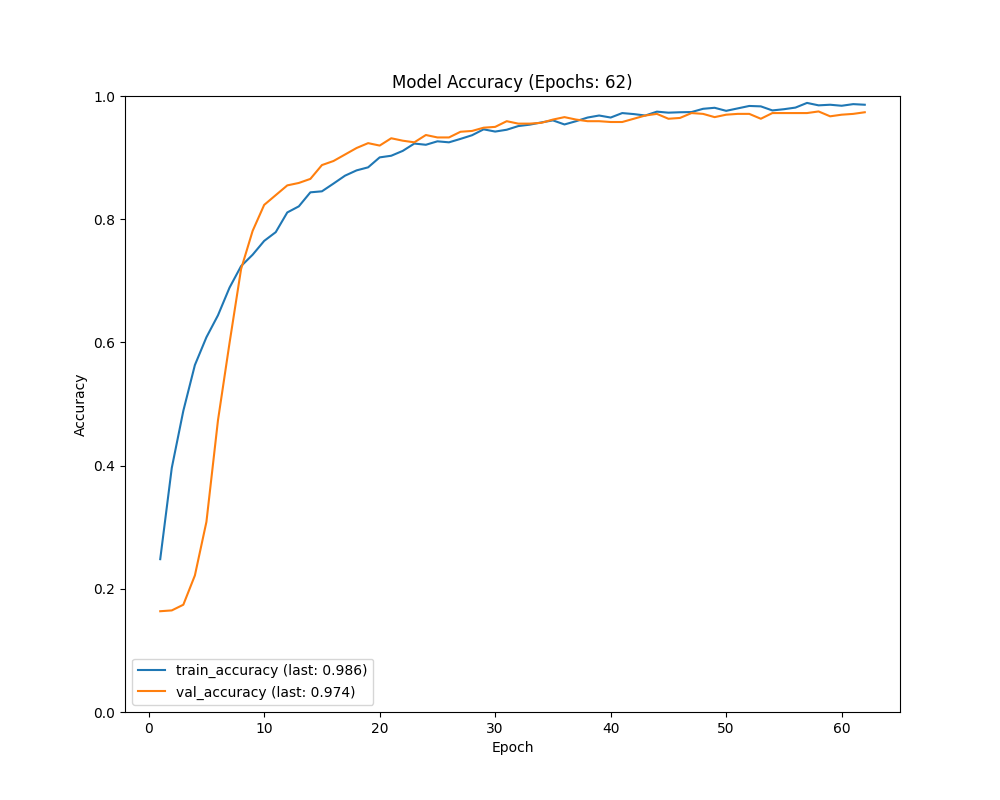 Model Accuracy (Epochs: 62)
1.0
0.8
0.6
0.4
0.2
0.0
Accuracy
train_accuracy (last: 0.986)
val_accuracy (last: 0.974)
0 10 20 30 40 50 60
Epoch